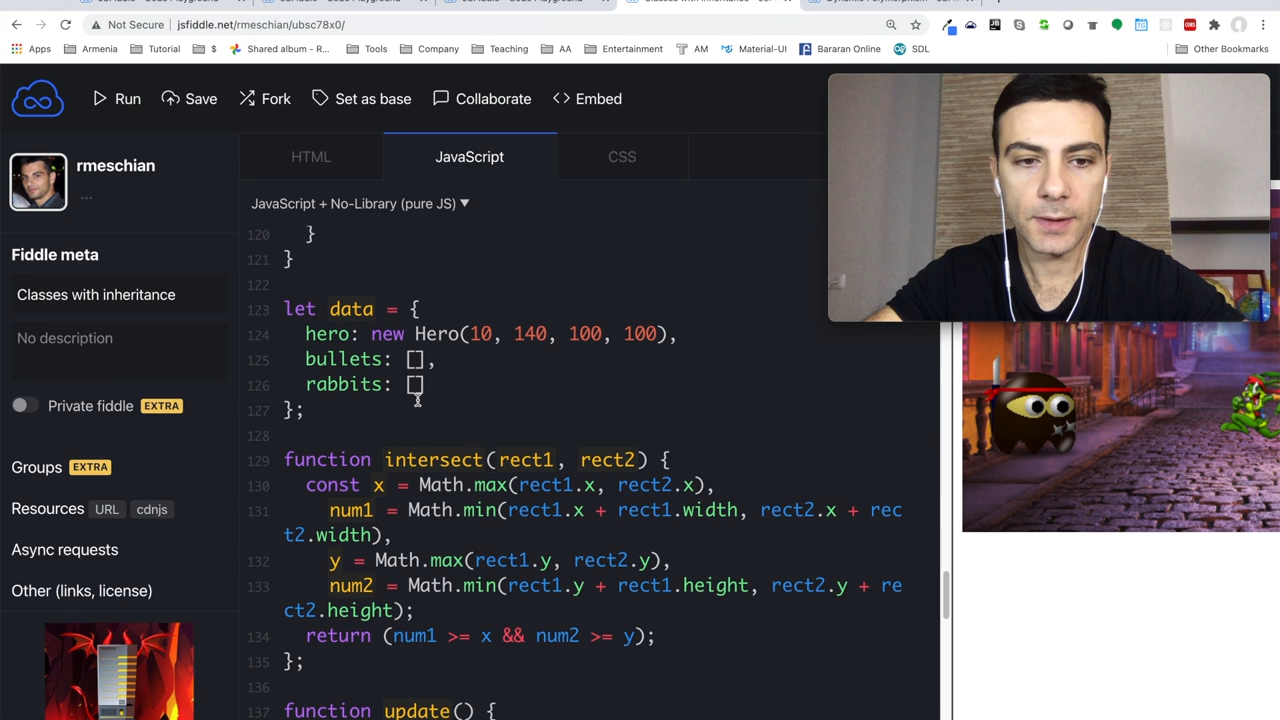 Not Secure | jsfiddle.net/rmeschian/ubsc78x0/
Apps Armenia Tutorial $ Shared album - R... Tools Company Teaching AA Entertainment AM Material-UI Bararan Online SDL Other Bookmarks
Run Save Fork Set as base Collaborate Embed
rmeschian
...
HTML JavaScript CSS
JavaScript + No-Library (pure JS) ▼
Fiddle meta
Classes with inheritance
No description
Private fiddle EXTRA
Groups EXTRA
Resources URL cdnjs
Async requests
Other (links, license)
120 }
121 }
122
123 let data = {
124 hero: new Hero(10, 140, 100, 100),
125 bullets: [],
126 rabbits: []
127 };
128
129 function intersect(rect1, rect2) {
130 const x = Math.max(rect1.x, rect2.x),
131 num1 = Math.min(rect1.x + rect1.width, rect2.x + rec
t2.width),
132 y = Math.max(rect1.y, rect2.y),
133 num2 = Math.min(rect1.y + rect1.height, rect2.y + re
ct2.height);
134 return (num1 >= x && num2 >= y);
135 };
136
137 function update() {